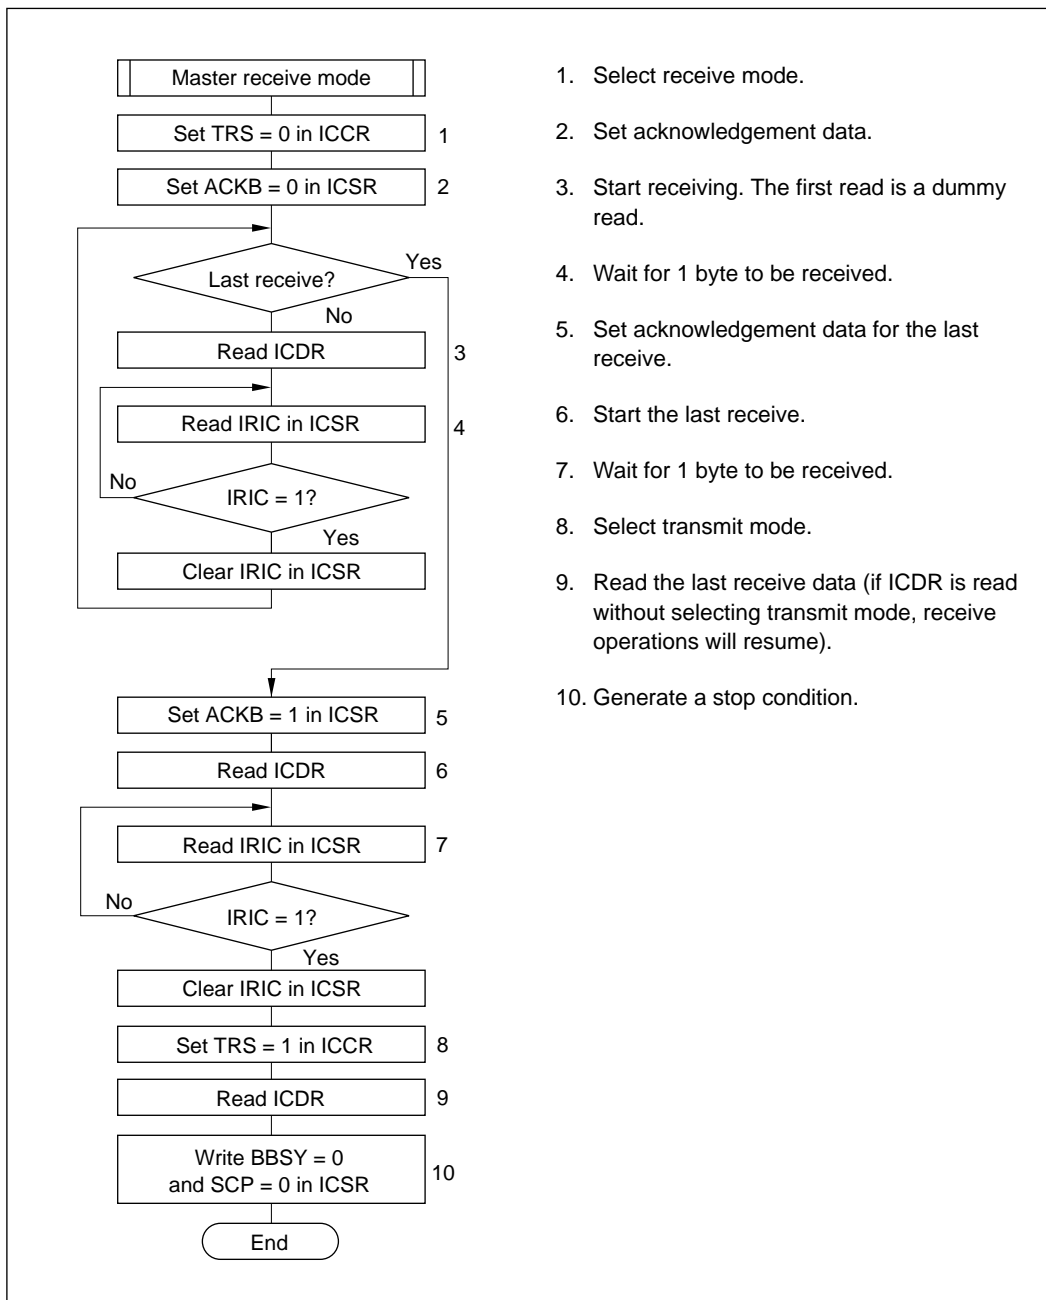 Master receive mode
Set TRS = 0 in ICCR
1
Set ACKB = 0 in ICSR
2
Last receive?
Yes
No
Read ICDR
3
Read IRIC in ICSR
4
No
IRIC = 1?
Yes
Clear IRIC in ICSR
Set ACKB = 1 in ICSR
5
Read ICDR
6
Read IRIC in ICSR
7
No
IRIC = 1?
Yes
Clear IRIC in ICSR
Set TRS = 1 in ICCR
8
Read ICDR
9
Write BBSY = 0
and SCP = 0 in ICSR
10
End
1. Select receive mode.
2. Set acknowledgement data.
3. Start receiving. The first read is a dummy
read.
4. Wait for 1 byte to be received.
5. Set acknowledgement data for the last
receive.
6. Start the last receive.
7. Wait for 1 byte to be received.
8. Select transmit mode.
9. Read the last receive data (if ICDR is read
without selecting transmit mode, receive
operations will resume).
10. Generate a stop condition.